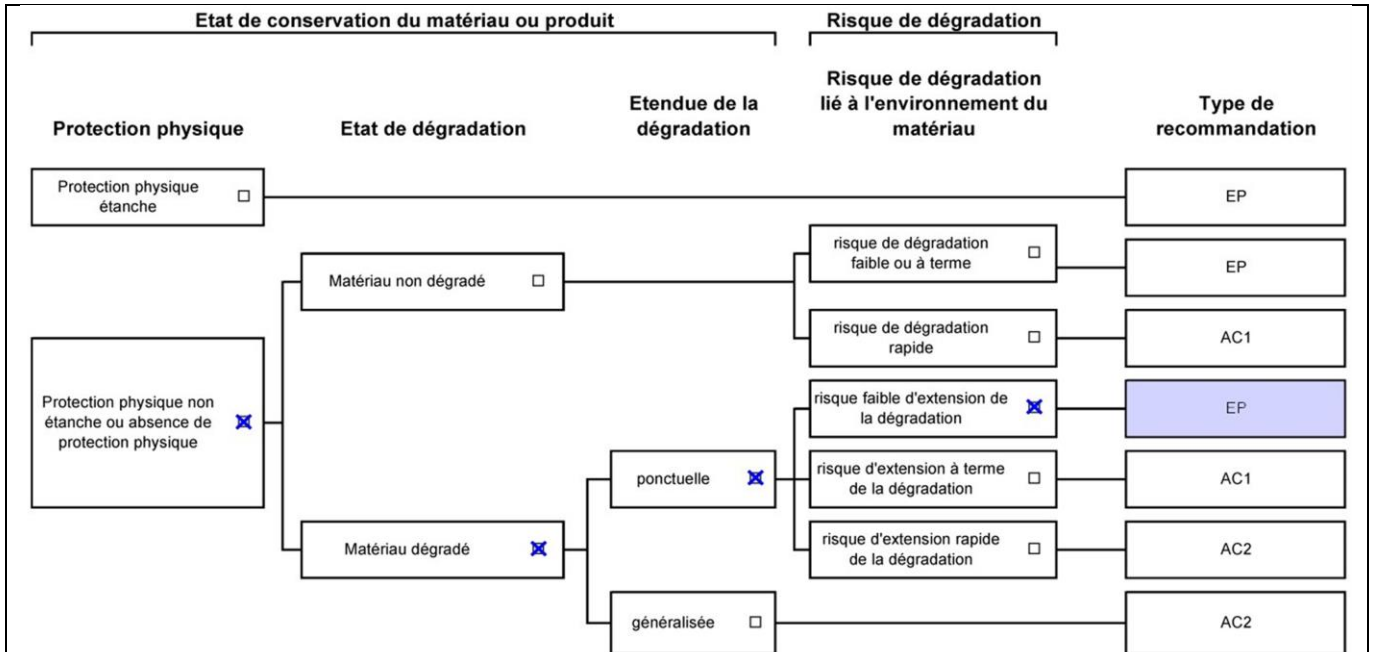 Etat de conservation du matériau ou produit
Risque de dégradation
Protection physique
Etat de dégradation
Etendue de la
dégradation
Risque de dégradation
lié à l'environnement du
matériau
Type de
recommandation
Protection physique
étanche
EP
risque de dégradation
faible ou à terme
EP
Matériau non dégradé
risque de dégradation
rapide
AC1
Protection physique non
étanche ou absence de
protection physique
risque faible d'extension de
la dégradation
EP
ponctuelle
risque d'extension à terme
de la dégradation
AC1
Matériau dégradé
risque d'extension rapide
de la dégradation
AC2
généralisée
AC2